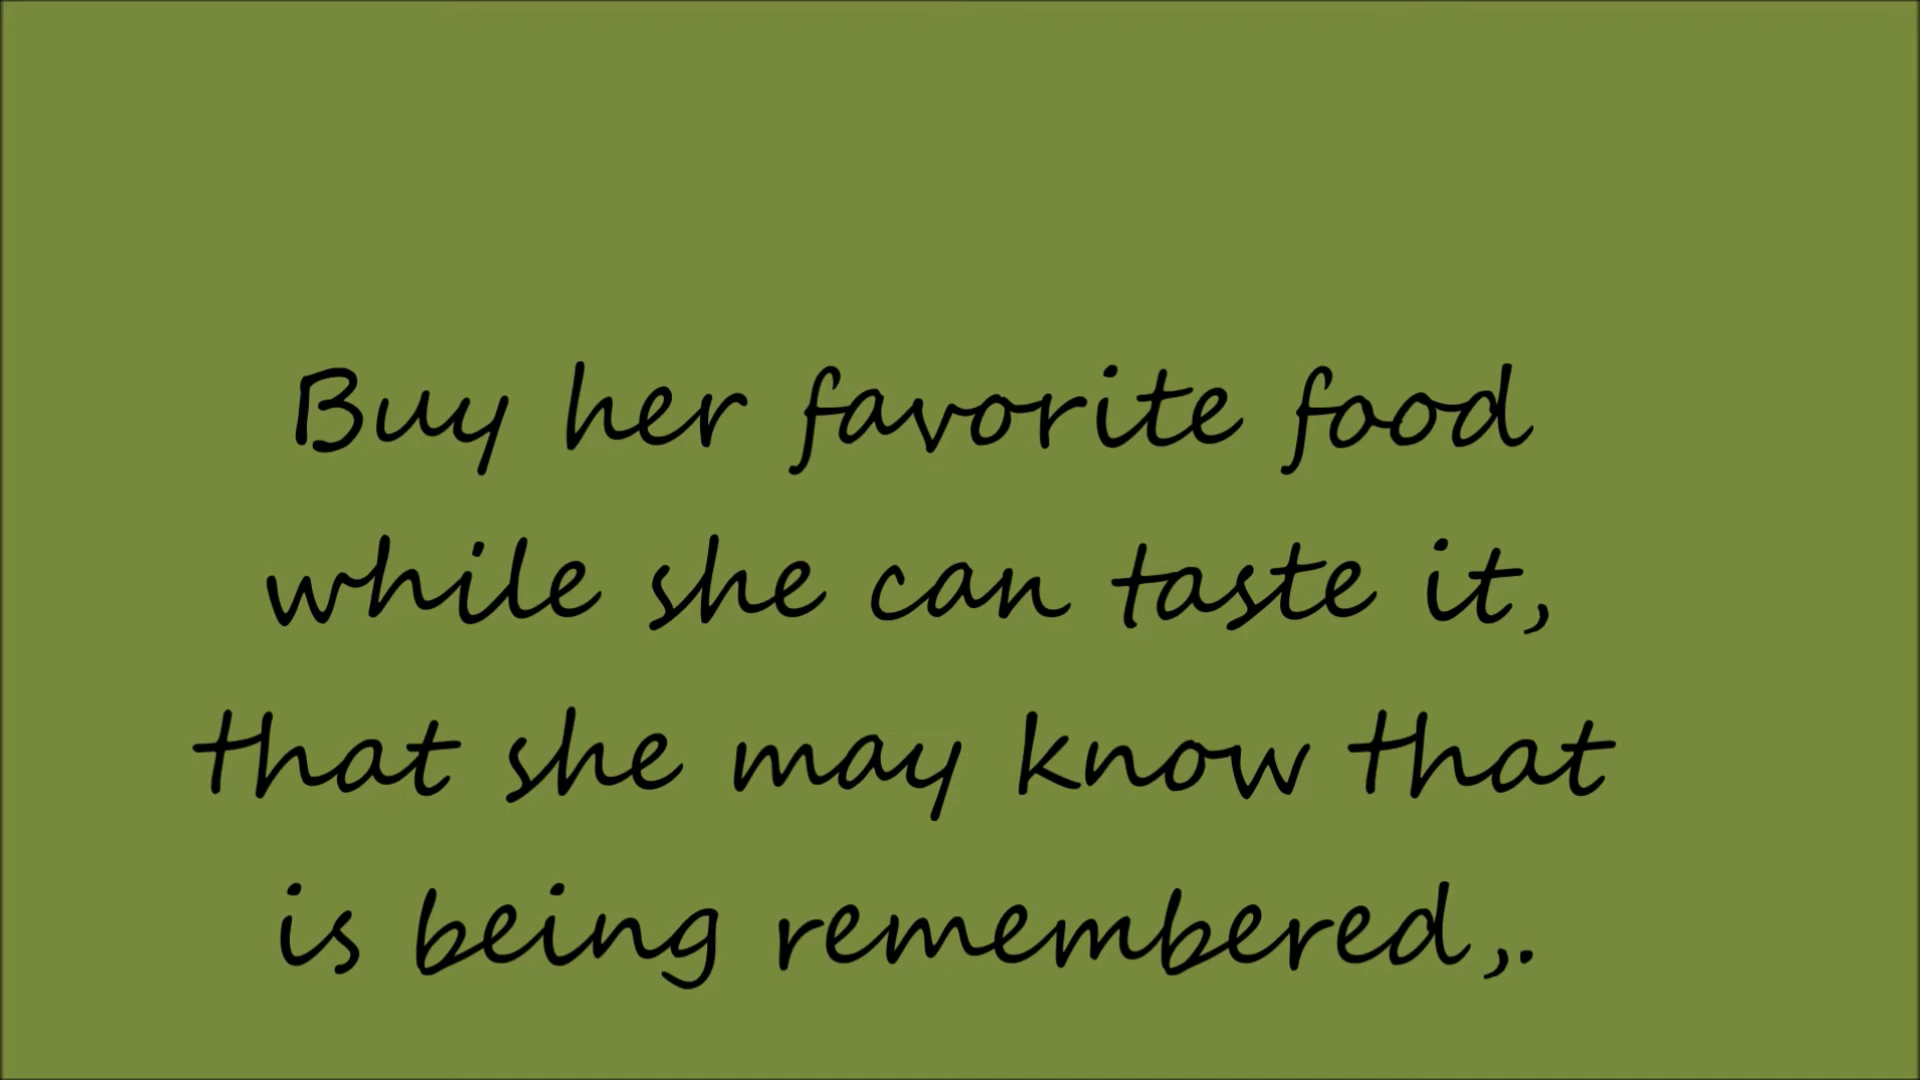 Buy her favorite food
while she can taste it,
that she may know that
is being remembered,.